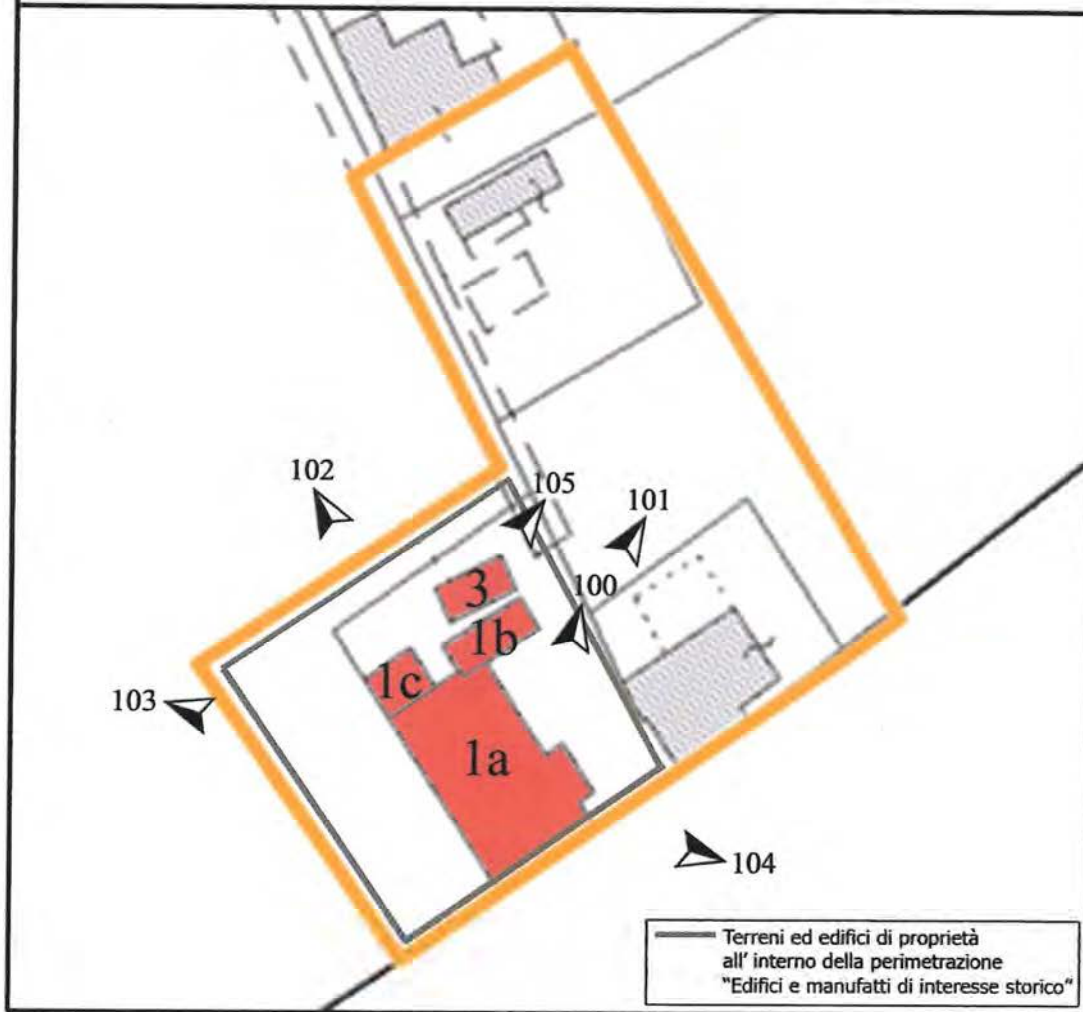 102
105
101
3
100
1b
1c
103
1a
104
Terreni ed edifici di proprietà
all' interno della perimetrazione
"Edifici e manufatti di interesse storico"